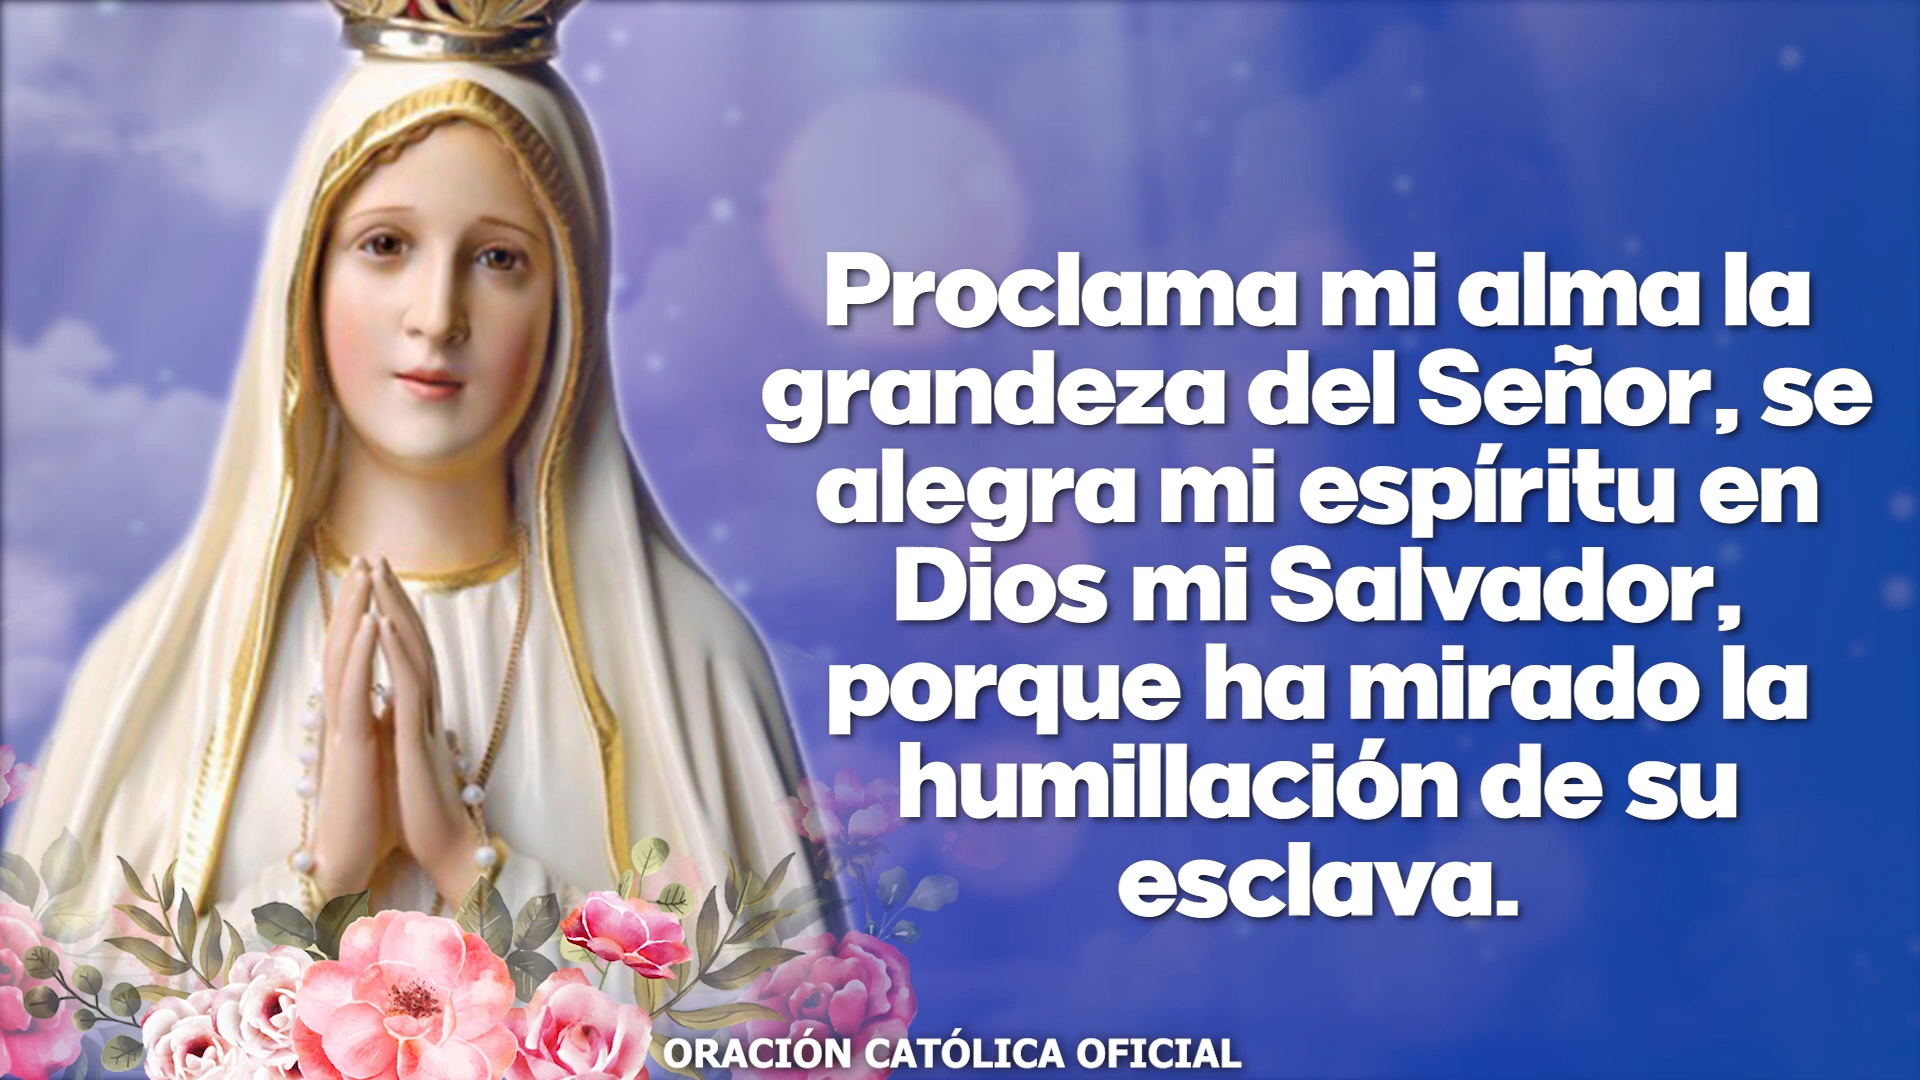 Proclama mi alma la
grandeza del Señor, se
alegra mi espíritu en
Dios mi Salvador,
porque ha mirado la
humillación de su
esclava.
ORACIÓN CATÓLICA OFICIAL